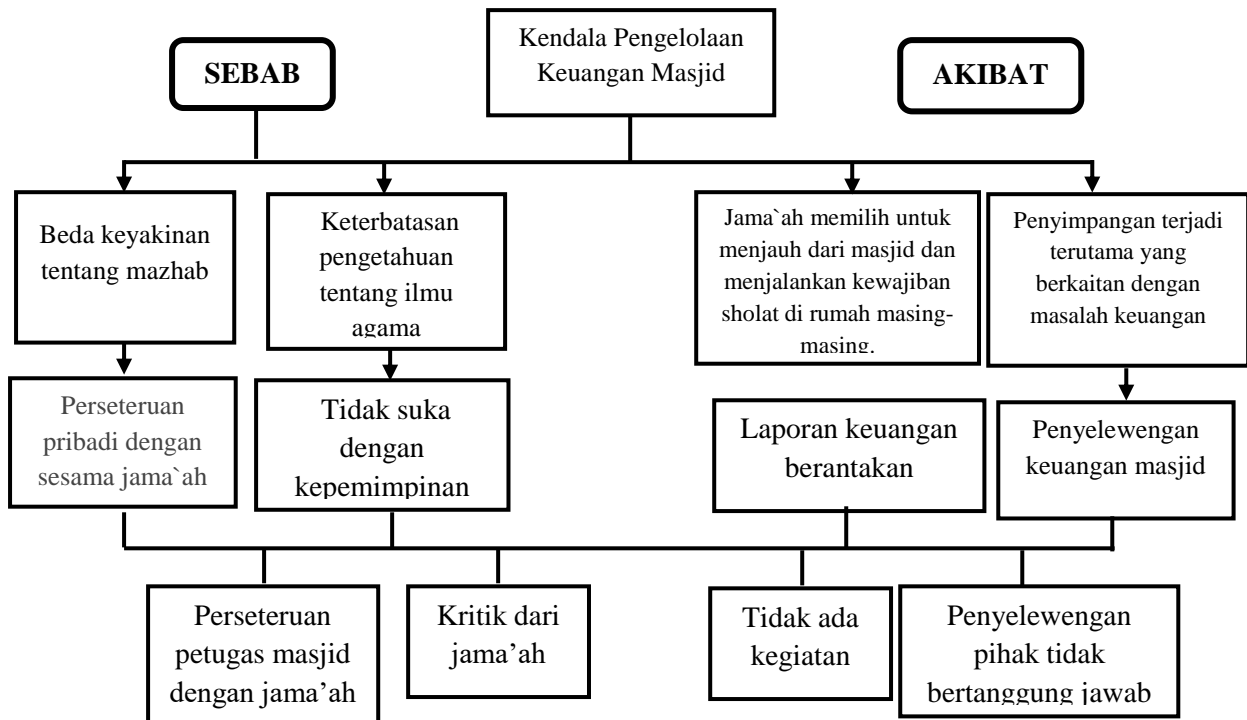 Kendala Pengelolaan
Keuangan Masjid
SEBAB
AKIBAT
Beda keyakinan
tentang mazhab
Keterbatasan
pengetahuan
tentang ilmu
agama
Jama`ah memilih untuk
menjauh dari masjid dan
menjalankan kewajiban
sholat di rumah masing-
masing.
Penyimpangan terjadi
terutama yang
berkaitan dengan
masalah keuangan
Perseteruan
pribadi dengan
sesama jama`ah
Tidak suka
dengan
kepemimpinan
Laporan keuangan
berantakan
Penyelewengan
keuangan masjid
Perseteruan
petugas masjid
dengan jama’ah
Kritik dari
jama’ah
Tidak ada
kegiatan
Penyelewengan
pihak tidak
bertanggung jawab